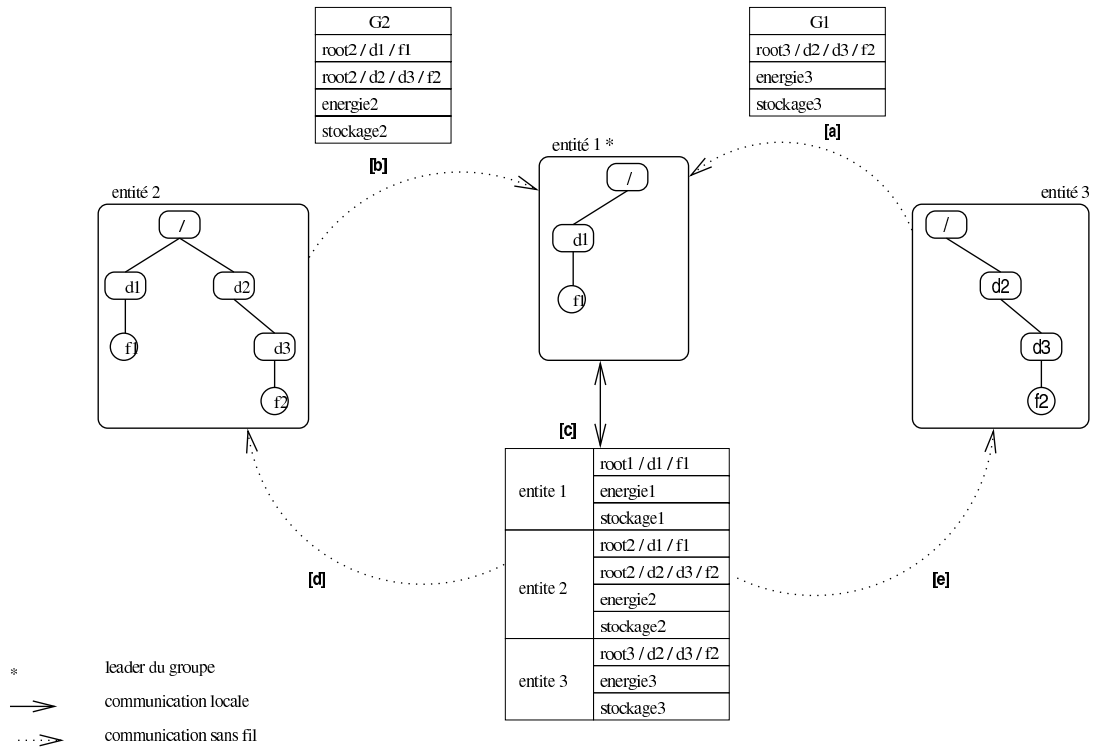 G2
root2 / d1 / f1
root2 / d2 / d3 / f2
energie2
stockage2
[b]
G1
root3 / d2 / d3 / f2
energie3
stockage3
[a]
entité 2
/
d1
d2
f1
d3
f2
entité 1 *
/
d1
f1
entité 3
/
d2
d3
f2
[c]
entite 1
root1 / d1 / f1
energie1
stockage1
entite 2
root2 / d1 / f1
root2 / d2 / d3 / f2
energie2
stockage2
entite 3
root3 / d2 / d3 / f2
energie3
stockage3
[d]
[e]
* leader du groupe
communication locale
communication sans fil